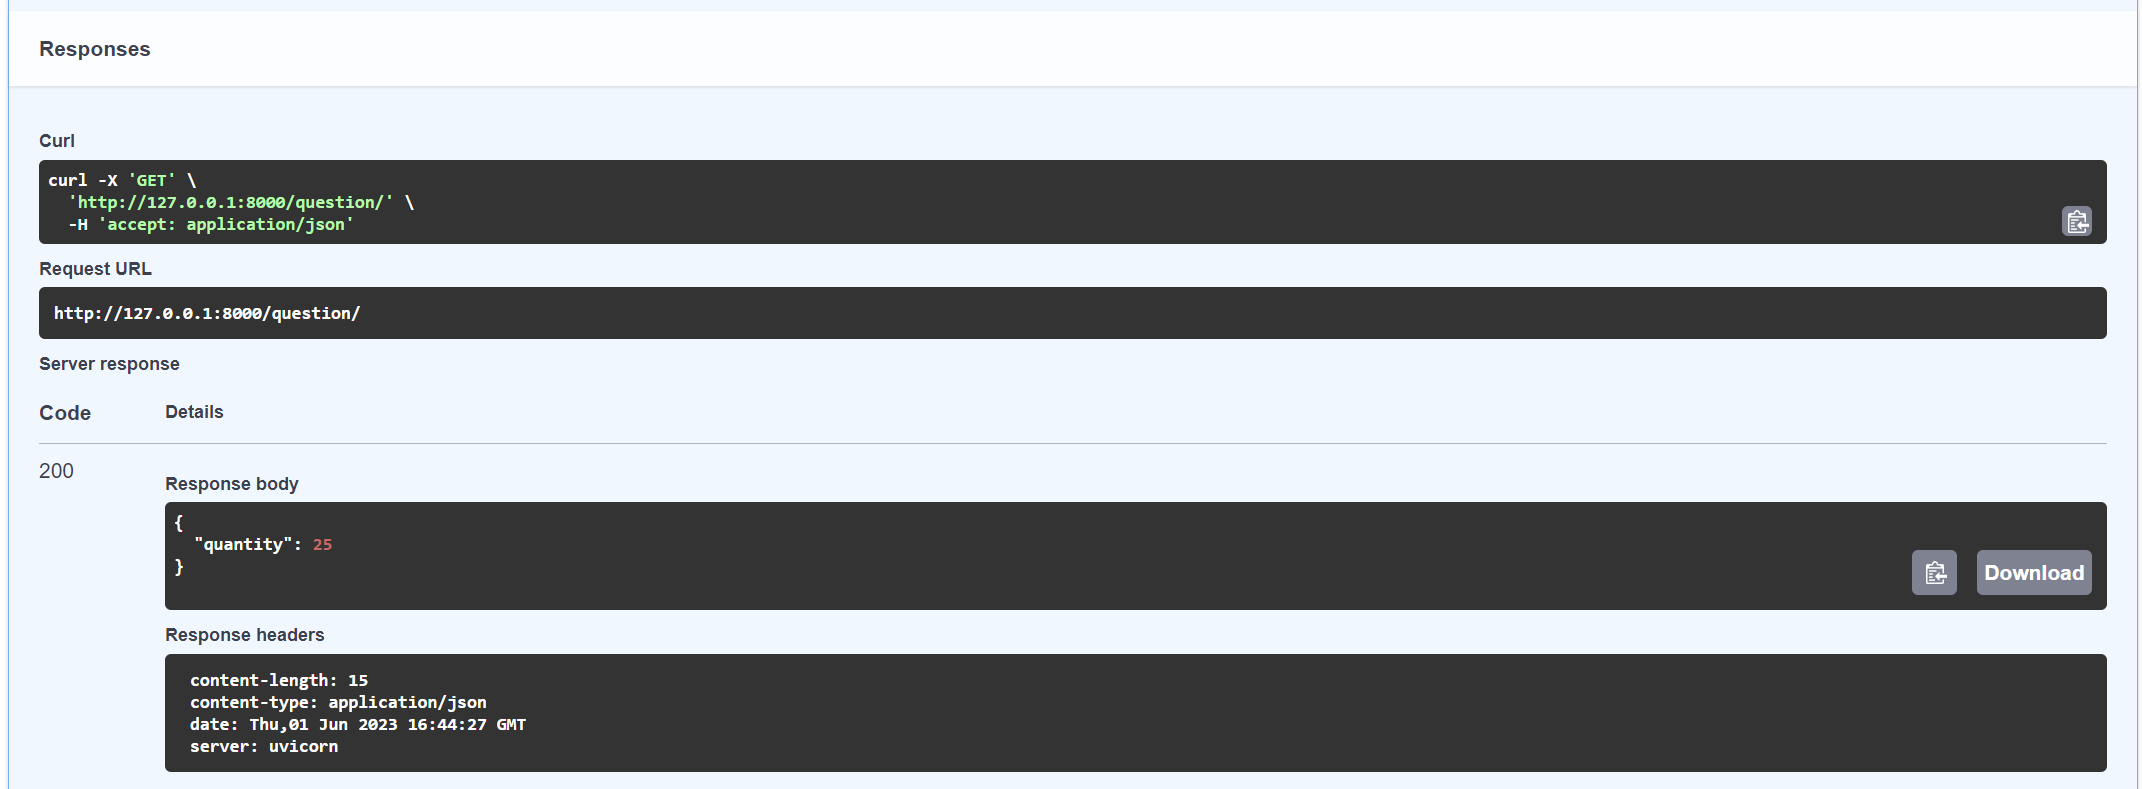 Responses
Curl
curl -X 'GET' \
'http://127.0.0.1:8000/question/' \
-H 'accept: application/json'
Request URL
http://127.0.0.1:8000/question/
Server response
Code Details
200
Response body
{
"quantity": 25
}
Download
Response headers
content-length: 15
content-type: application/json
date: Thu,01 Jun 2023 16:44:27 GMT
server: uvicorn